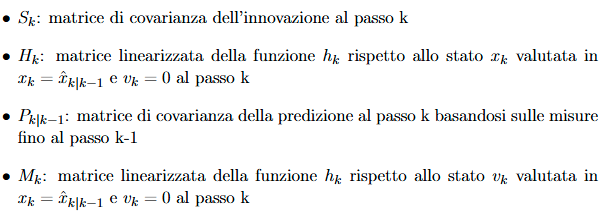 • S_k: matrice di covarianza dell'innovazione al passo k
• H_k: matrice linearizzata della funzione h_k rispetto allo stato x_k valutata in
x_k = x̂_{k|k−1} e v_k = 0 al passo k
• P_{k|k−1}: matrice di covarianza della predizione al passo k basandosi sulle misure
fino al passo k-1
• M_k: matrice linearizzata della funzione h_k rispetto allo stato v_k valutata in
x_k = x̂_{k|k−1} e v_k = 0 al passo k